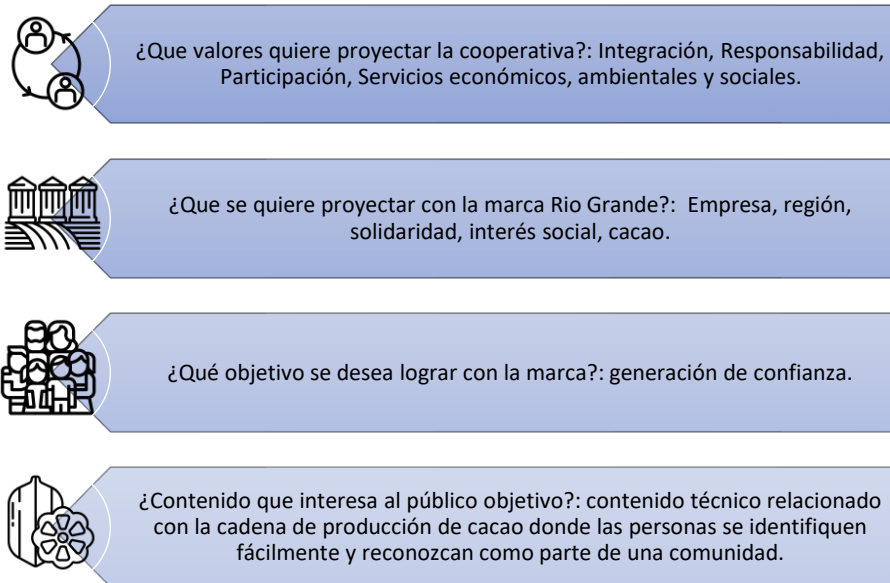 ¿Que valores quiere proyectar la cooperativa?: Integración, Responsabilidad,
Participación, Servicios económicos, ambientales y sociales.
¿Que se quiere proyectar con la marca Rio Grande?: Empresa, región,
solidaridad, interés social, cacao.
¿Qué objetivo se desea lograr con la marca?: generación de confianza.
¿Contenido que interesa al público objetivo?: contenido técnico relacionado
con la cadena de producción de cacao donde las personas se identifiquen
fácilmente y reconozcan como parte de una comunidad.